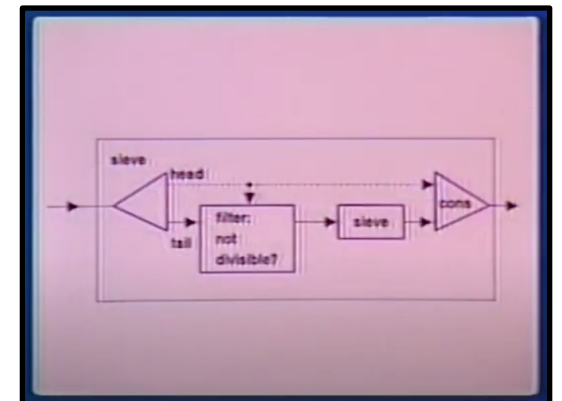 sieve
head
tail
filter:
not
divisible?
sieve
cons